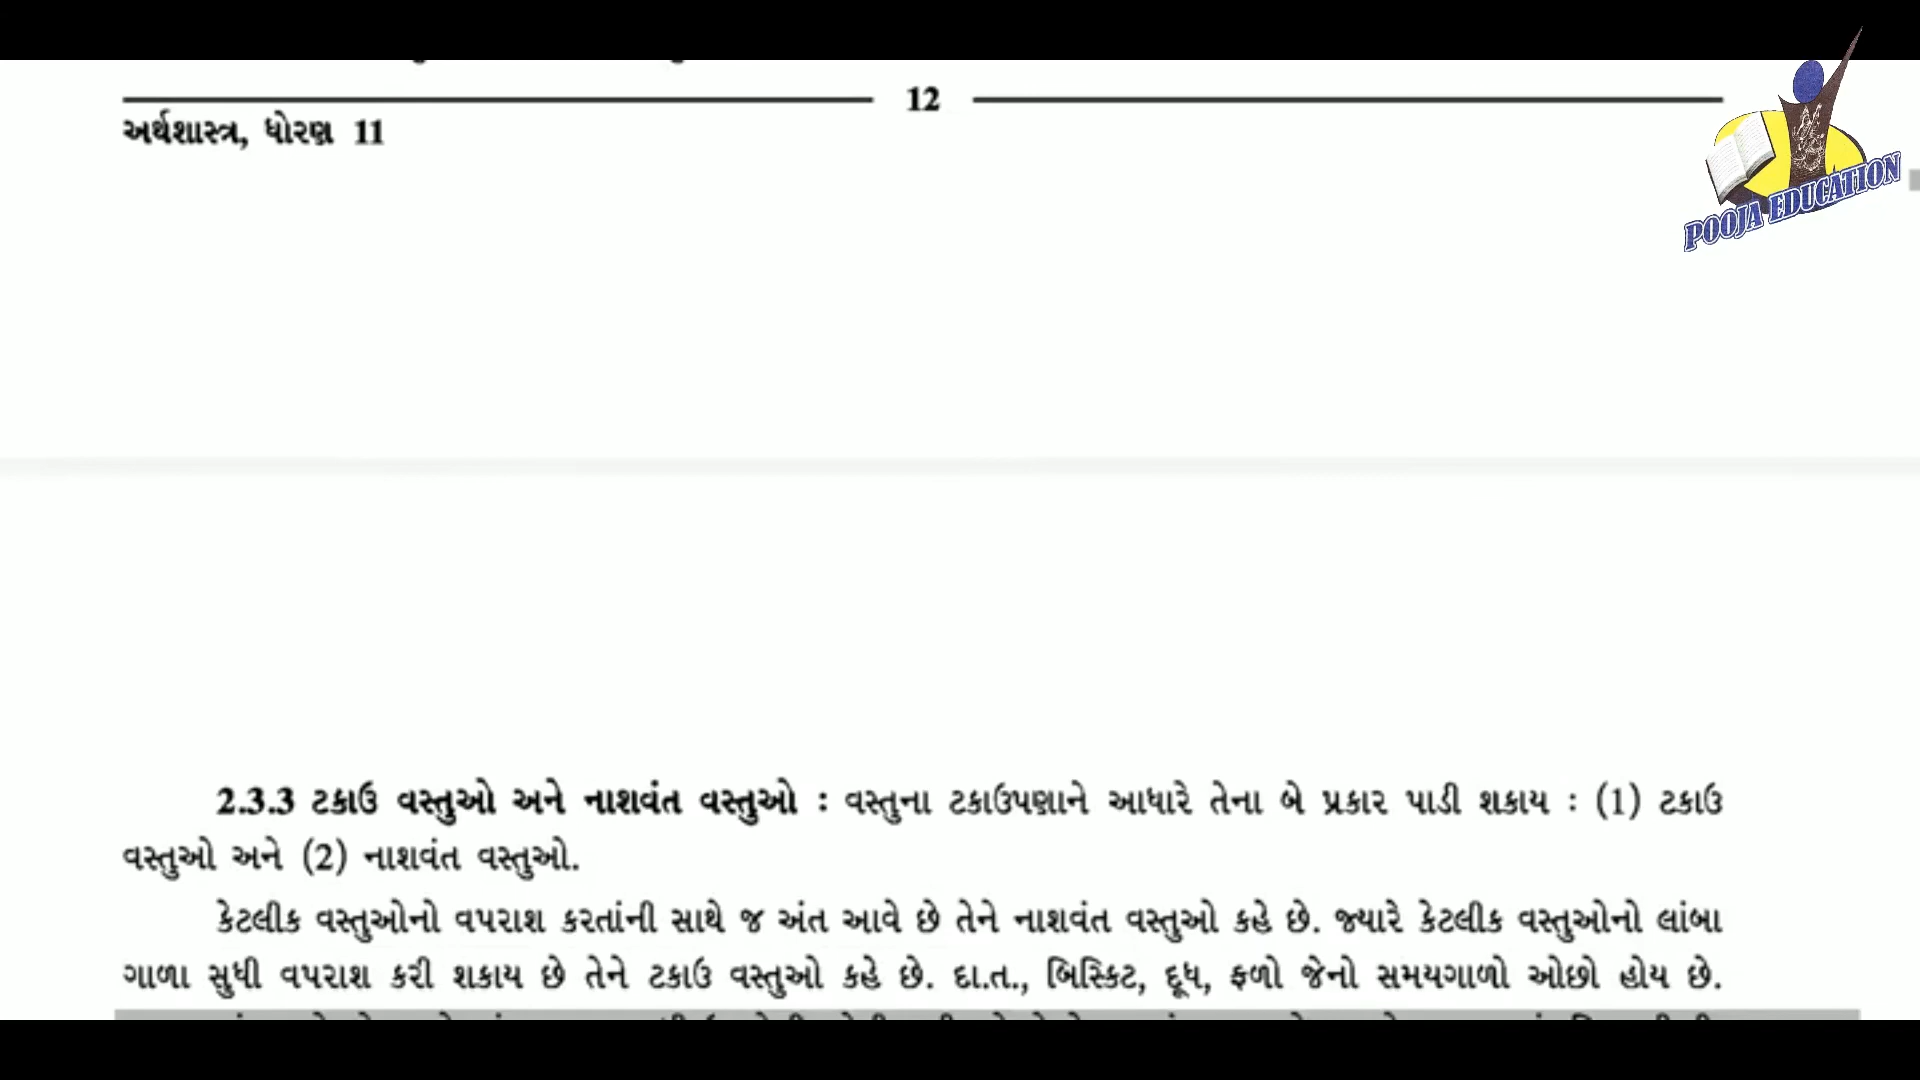 12
અર્થશાસ્ત્ર, ધોરણ 11
POOJA EDUCATION
2.3.3 ટકાઉ વસ્તુઓ અને નાશવંત વસ્તુઓ : વસ્તુના ટકાઉપણાને આધારે તેના બે પ્રકાર પાડી શકાય : (1) ટકાઉ
વસ્તુઓ અને (2) નાશવંત વસ્તુઓ.
કેટલીક વસ્તુઓનો વપરાશ કરતાંની સાથે જ અંત આવે છે તેને નાશવંત વસ્તુઓ કહે છે. જ્યારે કેટલીક વસ્તુઓનો લાંબા
ગાળા સુધી વપરાશ કરી શકાય છે તેને ટકાઉ વસ્તુઓ કહે છે. દા.ત., બિસ્કિટ, દૂધ, ફળો જેનો સમયગાળો ઓછો હોય છે.